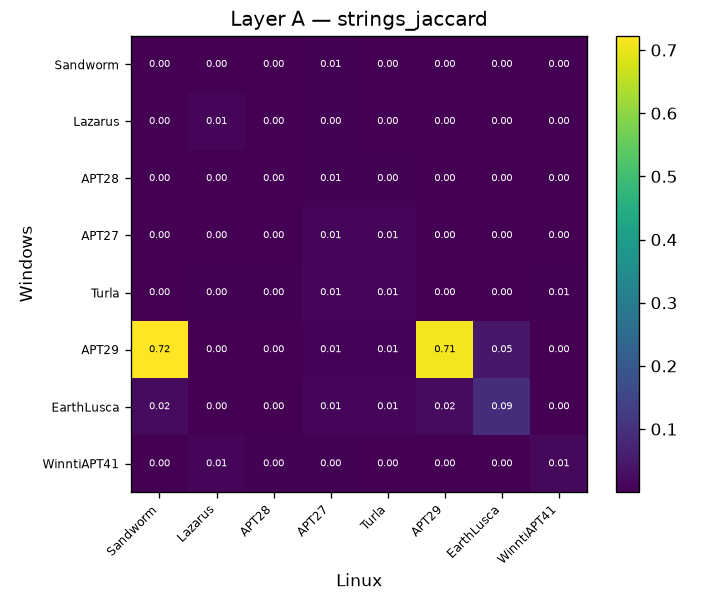 Layer A — strings_jaccard
Sandworm 0.00 0.00 0.00 0.01 0.00 0.00 0.00 0.00
Lazarus 0.00 0.01 0.00 0.00 0.00 0.00 0.00 0.00
APT28 0.00 0.00 0.00 0.01 0.00 0.00 0.00 0.00
APT27 0.00 0.00 0.00 0.01 0.01 0.00 0.00 0.00
Turla 0.00 0.00 0.00 0.01 0.01 0.00 0.00 0.01
APT29 0.72 0.00 0.00 0.01 0.01 0.71 0.05 0.00
EarthLusca 0.02 0.00 0.00 0.01 0.01 0.02 0.09 0.00
WinntiAPT41 0.00 0.01 0.00 0.00 0.00 0.00 0.00 0.01
Windows
Sandworm Lazarus APT28 APT27 Turla APT29 EarthLusca WinntiAPT41
Linux
0.7
0.6
0.5
0.4
0.3
0.2
0.1